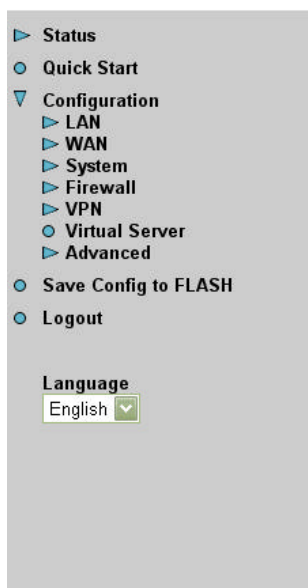 Status
Quick Start
Configuration
LAN
WAN
System
Firewall
VPN
Virtual Server
Advanced
Save Config to FLASH
Logout
Language
English